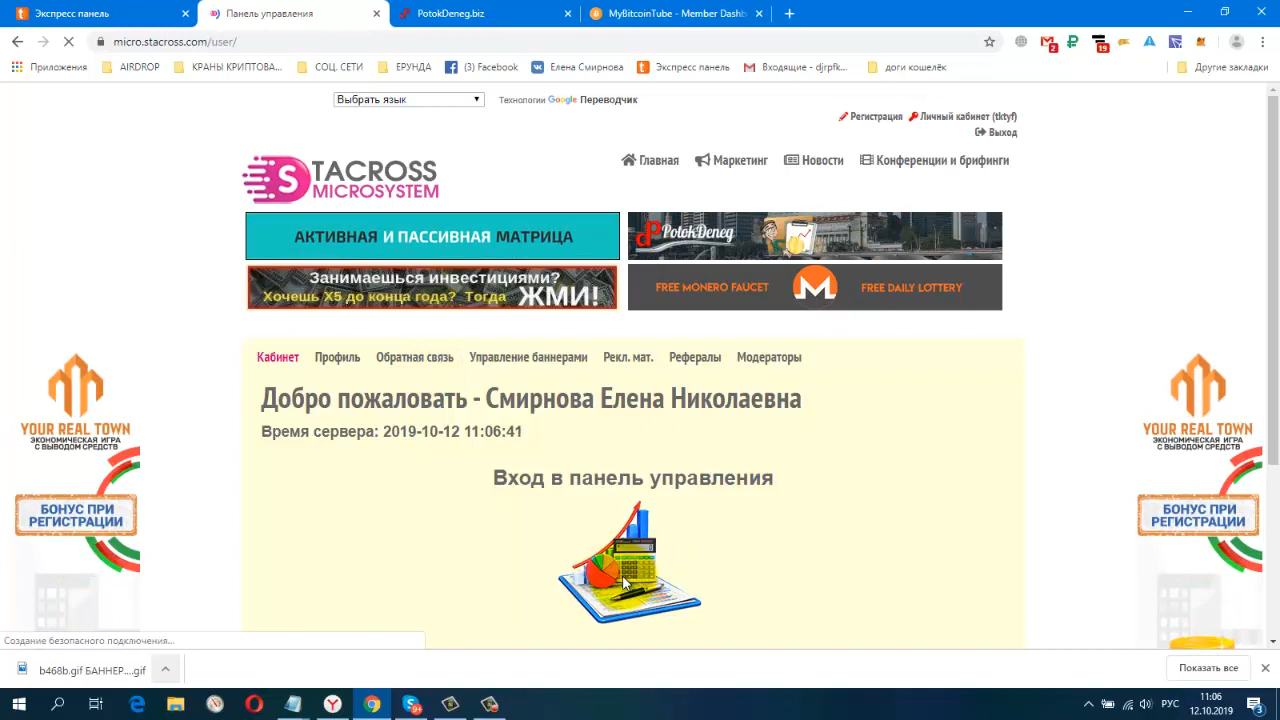 Экспресс панель
Панель управления
PotokDeneg.biz
MyBitcoinTube - Member Dashb
micro.stacross.com/user/
2
19
Приложения
AIRDROP
КРАНЫ КРИПТОВА...
СОЦ. СЕТИ
ЕРУНДА
(3) Facebook
Елена Смирнова
Экспресс панель
Входящие - djrpfk...
доги кошелёк
Другие закладки
Выбрать язык
Технологии Google Переводчик
Регистрация
Личный кабинет (tktyf)
Выход
Главная
Маркетинг
Новости
Конференции и брифинги
S
TACROSS
MICROSYSTEM
АКТИВНАЯ И ПАССИВНАЯ МАТРИЦА
PotokDeneg
Занимаешься инвестициями?
Хочешь X5 до конца года? Тогда ЖМИ!
FREE MONERO FAUCET
FREE DAILY LOTTERY
Кабинет
Профиль
Обратная связь
Управление баннерами
Рекл. мат.
Рефералы
Модераторы
Добро пожаловать - Смирнова Елена Николаевна
Время сервера: 2019-10-12 11:06:41
Вход в панель управления
YOUR REAL TOWN
ЭКОНОМИЧЕСКАЯ ИГРА
С ВЫВОДОМ СРЕДСТВ
БОНУС ПРИ
РЕГИСТРАЦИИ
YOUR REAL TOWN
ЭКОНОМИЧЕСКАЯ ИГРА
С ВЫВОДОМ СРЕДСТВ
БОНУС ПРИ
РЕГИСТРАЦИИ
Создание безопасного подключения...
b468b.gif БАННЕР....gif
Показать все
9+
РУС
11:06
12.10.2019
3